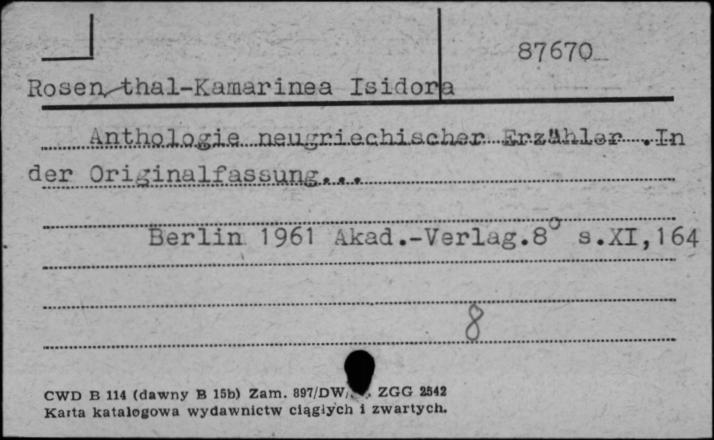 87670
Rosen thal-Kamarinea Isidora
Anthologie neugriechischer Erzähler .In
der Originalfassung...
Berlin 1961 Akad.-Verlag.8° s.XI,164
8
CWD B 114 (dawny B 15b) Zam. 897/DW/ ZGG 2542
Karta katalogowa wydawnictw ciągłych i zwartych.